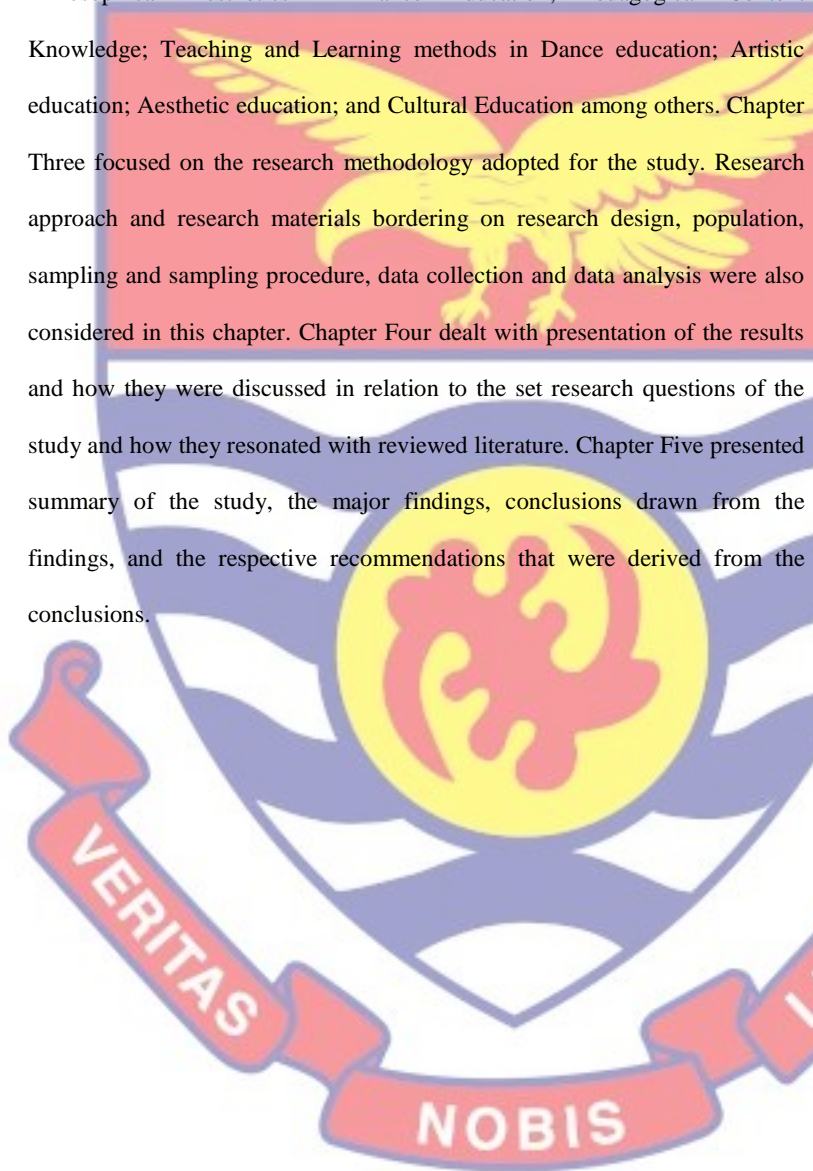 Knowledge; Teaching and Learning methods in Dance education; Artistic
education; Aesthetic education; and Cultural Education among others. Chapter
Three focused on the research methodology adopted for the study. Research
approach and research materials bordering on research design, population,
sampling and sampling procedure, data collection and data analysis were also
considered in this chapter. Chapter Four dealt with presentation of the results
and how they were discussed in relation to the set research questions of the
study and how they resonated with reviewed literature. Chapter Five presented
summary of the study, the major findings, conclusions drawn from the
findings, and the respective recommendations that were derived from the
conclusions.
VERITAS
NOBIS